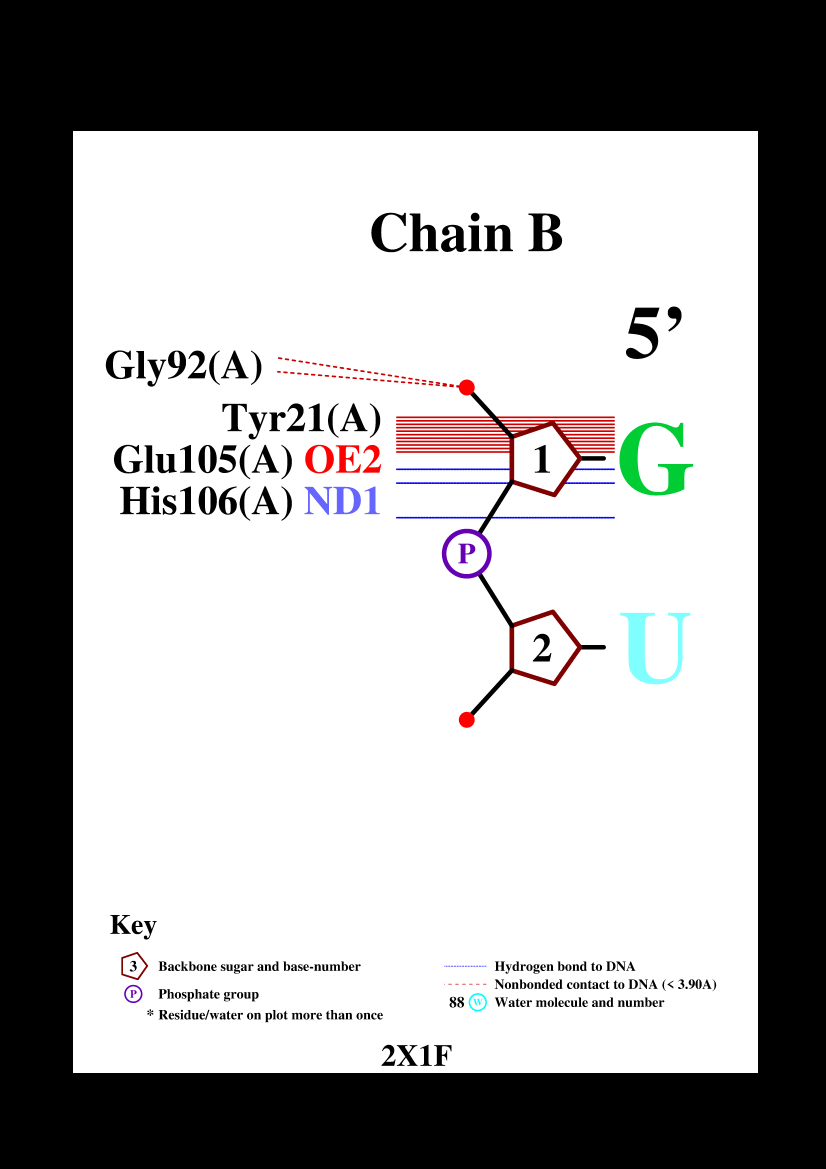 Chain B
5’
Gly92(A)
Tyr21(A)
Glu105(A) OE2
His106(A) ND1
1
G
P
2
U
Key
3 Backbone sugar and base-number
P Phosphate group
* Residue/water on plot more than once
Hydrogen bond to DNA
Nonbonded contact to DNA (< 3.90A)
88 W Water molecule and number
2X1F